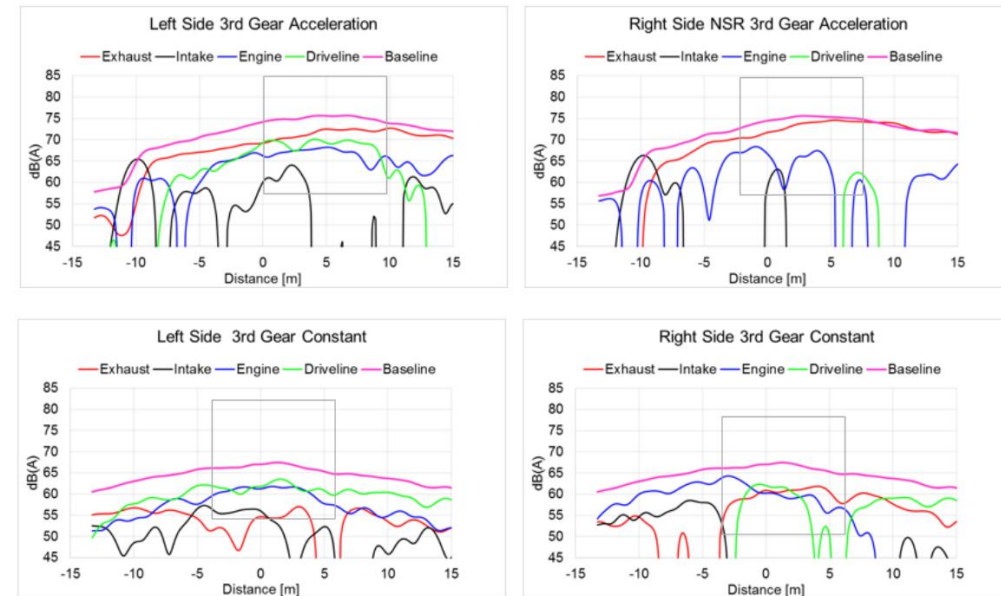 Left Side 3rd Gear Acceleration
Exhaust Intake Engine Driveline Baseline
85
80
75
70
65
60
55
50
45
dB(A)
-15 -10 -5 0 5 10 15
Distance [m]
Right Side NSR 3rd Gear Acceleration
Exhaust Intake Engine Driveline Baseline
85
80
75
70
65
60
55
50
45
dB(A)
-15 -10 -5 0 5 10 15
Distance [m]
Left Side 3rd Gear Constant
Exhaust Intake Engine Driveline Baseline
85
80
75
70
65
60
55
50
45
dB(A)
-15 -10 -5 0 5 10 15
Distance [m]
Right Side 3rd Gear Constant
Exhaust Intake Engine Driveline Baseline
85
80
75
70
65
60
55
50
45
dB(A)
-15 -10 -5 0 5 10 15
Distance [m]